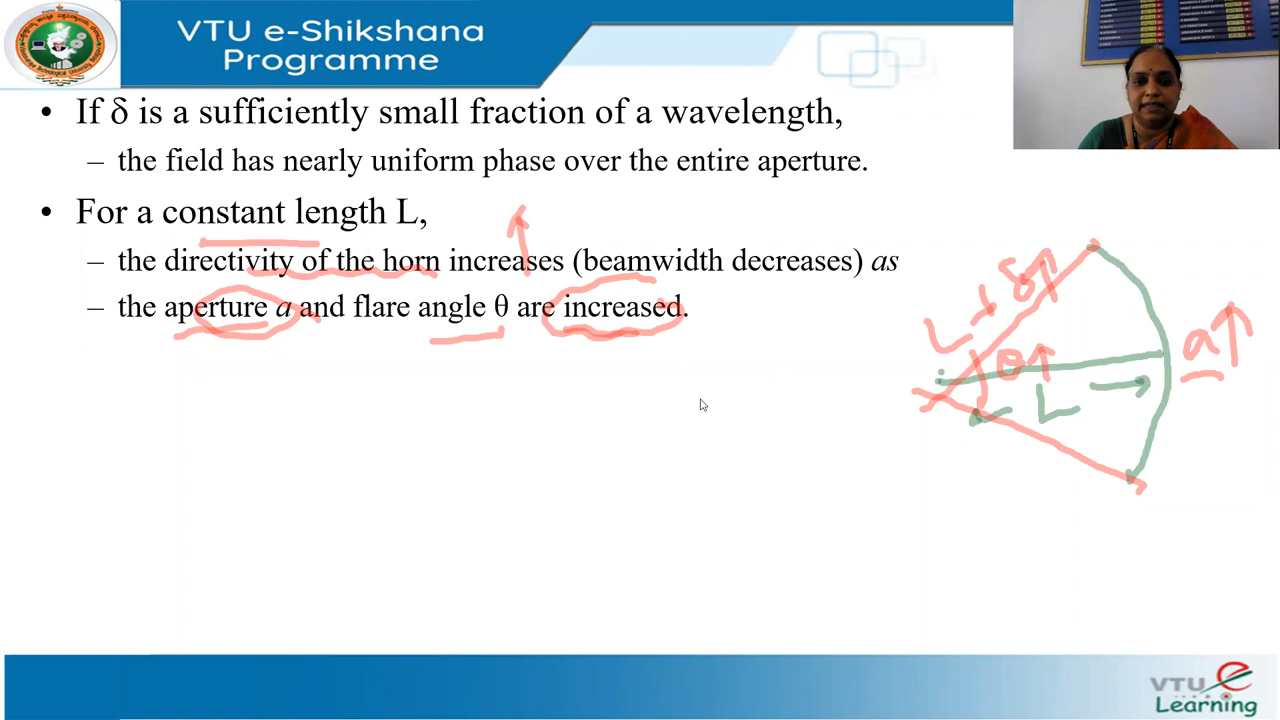 VTU e-Shikshana
Programme
• If δ is a sufficiently small fraction of a wavelength,
– the field has nearly uniform phase over the entire aperture.
• For a constant length L,
– the directivity of the horn increases (beamwidth decreases) as
– the aperture a and flare angle θ are increased.
L + δ↑
θ↑
a↑
L
VTU e
Learning